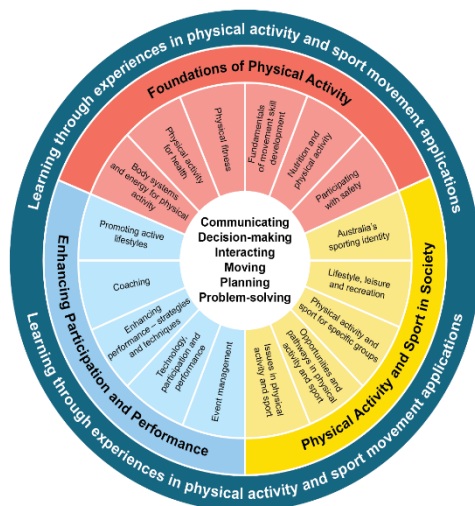 Learning through experiences in physical activity and sport movement applications
Foundations of Physical Activity
Body systems
and energy for physical
activity
Physical activity
for health
Physical fitness
Fundamentals
of movement skill
development
Nutrition and
physical activity
Participating
with safety
Physical Activity and Sport in Society
Australia's
sporting identity
Lifestyle, leisure
and recreation
Physical activity and
sport for specific groups
Opportunities and
pathways in physical
activity and sport
Issues in physical
activity and sport
Enhancing Participation and Performance
Promoting active
lifestyles
Coaching
Enhancing
performance – strategies
and techniques
Technology,
participation and
performance
Event management
Communicating
Decision-making
Interacting
Moving
Planning
Problem-solving
Learning through experiences in physical activity and sport movement applications